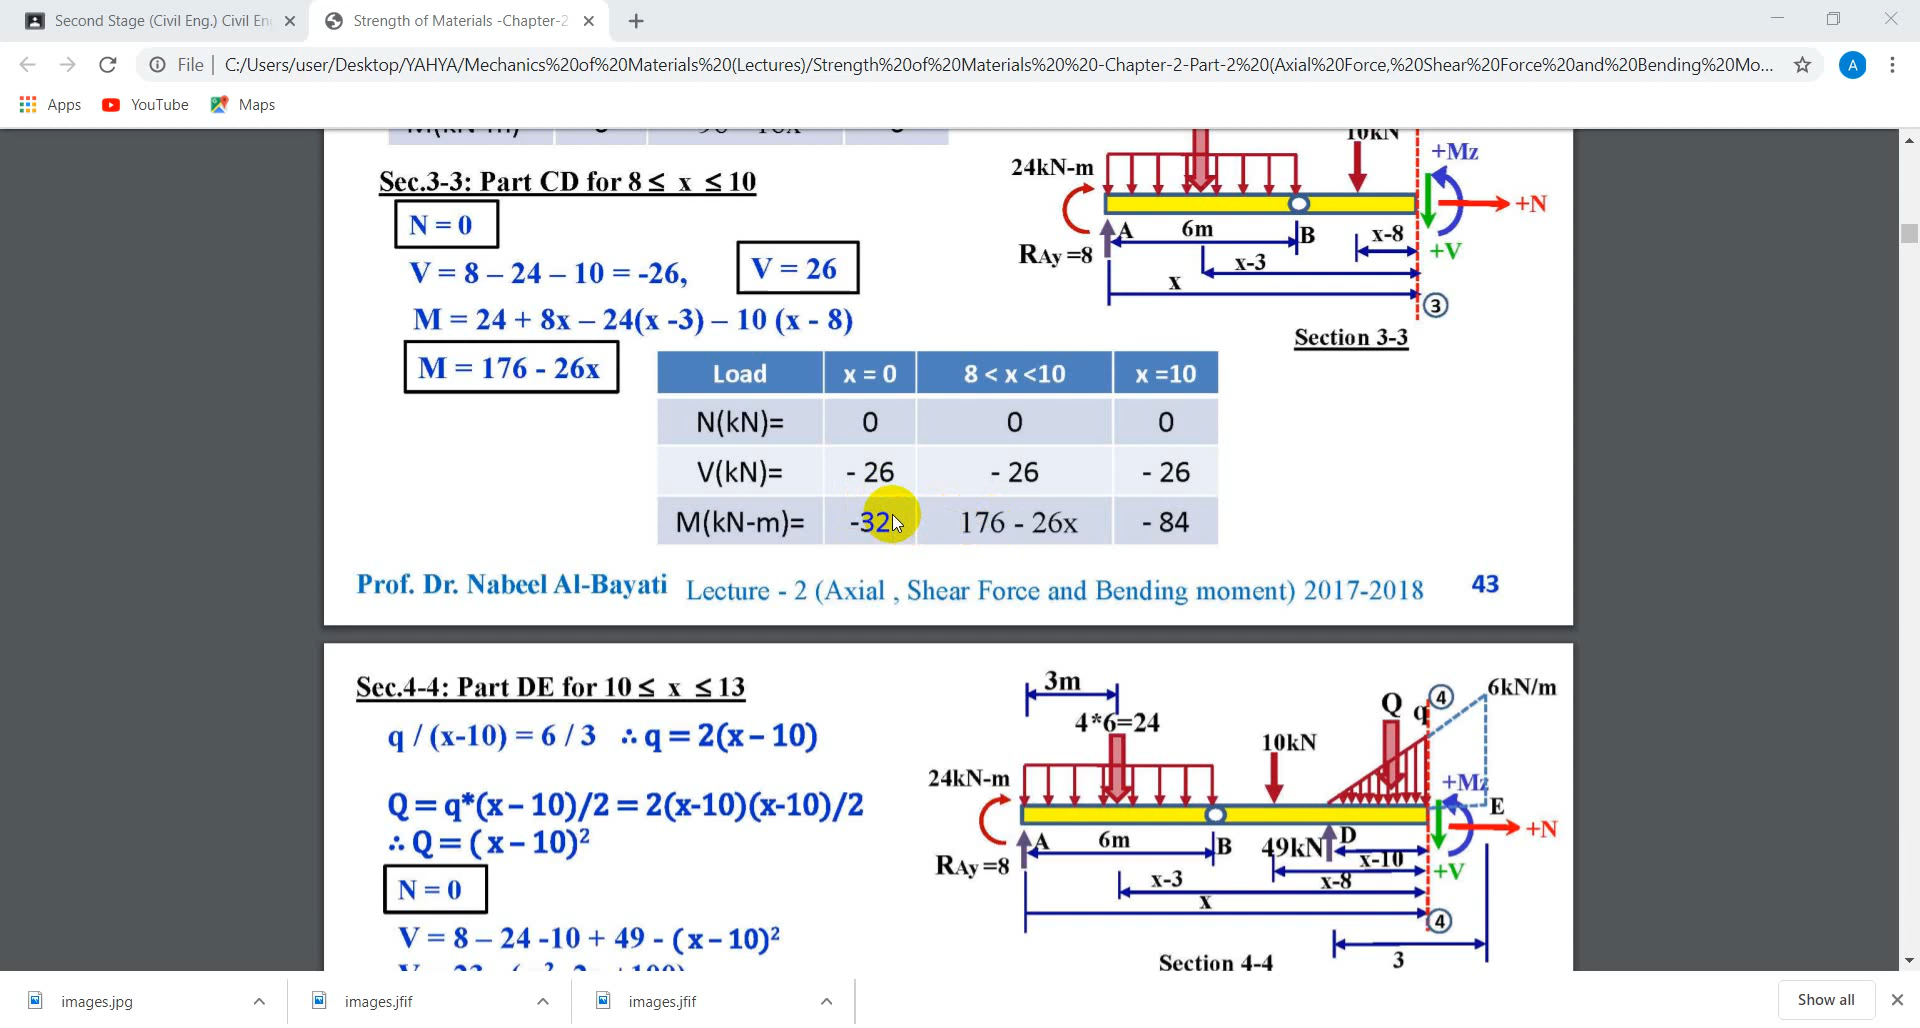 Second Stage (Civil Eng.) Civil En
Strength of Materials -Chapter-2
File
C:/Users/user/Desktop/YAHYA/Mechanics%20of%20Materials%20(Lectures)/Strength%20of%20Materials%20%20-Chapter-2-Part-2%20(Axial%20Force,%20Shear%20Force%20and%20Bending%20Mo...
A
Apps YouTube Maps
10kN
+Mz
24kN-m
Sec.3-3: Part CD for 8 ≤ x ≤ 10
+N
N = 0
A 6m B x-8
+V
RAy =8
x-3
V = 8 – 24 – 10 = -26,
V = 26
x
3
M = 24 + 8x – 24(x -3) – 10 (x - 8)
Section 3-3
M = 176 - 26x
Load x = 0 8 < x <10 x =10
N(kN)= 0 0 0
V(kN)= - 26 - 26 - 26
M(kN-m)= -32 176 - 26x - 84
Prof. Dr. Nabeel Al-Bayati Lecture - 2 (Axial , Shear Force and Bending moment) 2017-2018 43
Sec.4-4: Part DE for 10 ≤ x ≤ 13
3m
Q q 4 6kN/m
4*6=24
q / (x-10) = 6 / 3 ∴ q = 2(x – 10)
10kN
24kN-m
+Mz
Q = q*(x – 10)/2 = 2(x-10)(x-10)/2
E
+N
∴ Q = ( x – 10)²
A 6m B 49kN D
x-10
RAy =8
+V
x-3 x-8
N = 0
x
4
V = 8 – 24 -10 + 49 - (x – 10)²
3
Section 4-4
images.jpg
images.jfif
images.jfif
Show all